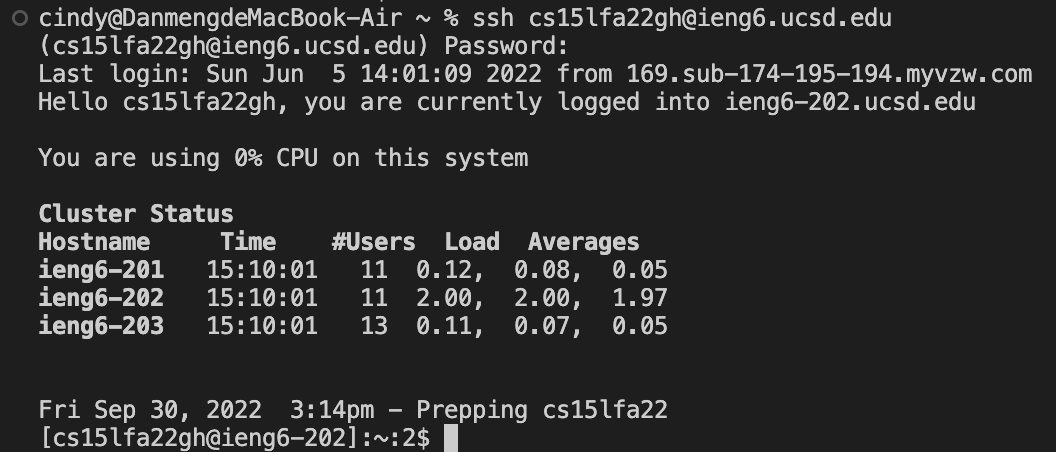 cindy@DanmengdeMacBook-Air ~ % ssh cs15lfa22gh@ieng6.ucsd.edu
(cs15lfa22gh@ieng6.ucsd.edu) Password:
Last login: Sun Jun  5 14:01:09 2022 from 169.sub-174-195-194.myvzw.com
Hello cs15lfa22gh, you are currently logged into ieng6-202.ucsd.edu
You are using 0% CPU on this system
Cluster Status
Hostname     Time    #Users  Load  Averages
ieng6-201   15:10:01   11  0.12,  0.08,  0.05
ieng6-202   15:10:01   11  2.00,  2.00,  1.97
ieng6-203   15:10:01   13  0.11,  0.07,  0.05
Fri Sep 30, 2022  3:14pm - Prepping cs15lfa22
[cs15lfa22gh@ieng6-202]:~:2$